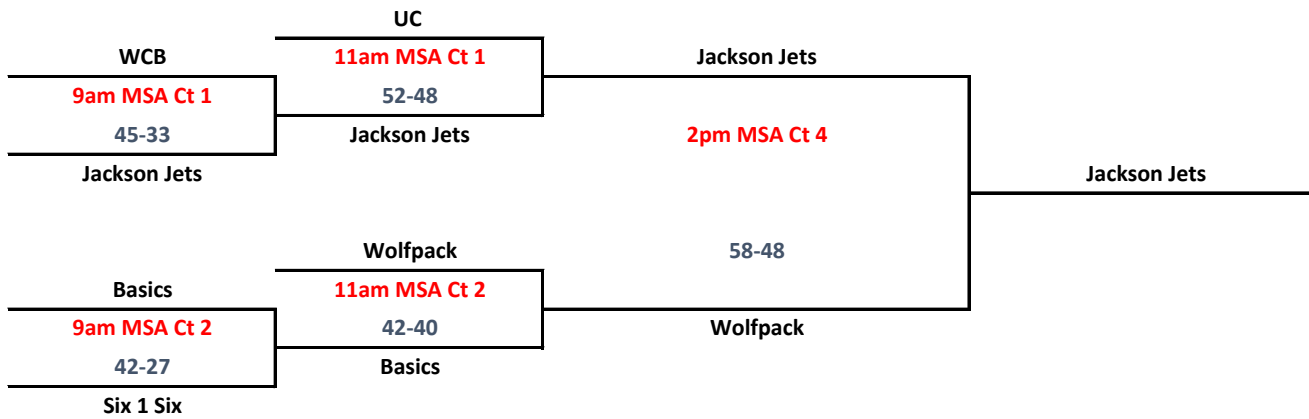 UC
WCB
11am MSA Ct 1
Jackson Jets
9am MSA Ct 1
52-48
45-33
Jackson Jets
2pm MSA Ct 4
Jackson Jets
Jackson Jets
Wolfpack
58-48
Basics
11am MSA Ct 2
9am MSA Ct 2
42-40
Wolfpack
42-27
Basics
Six 1 Six